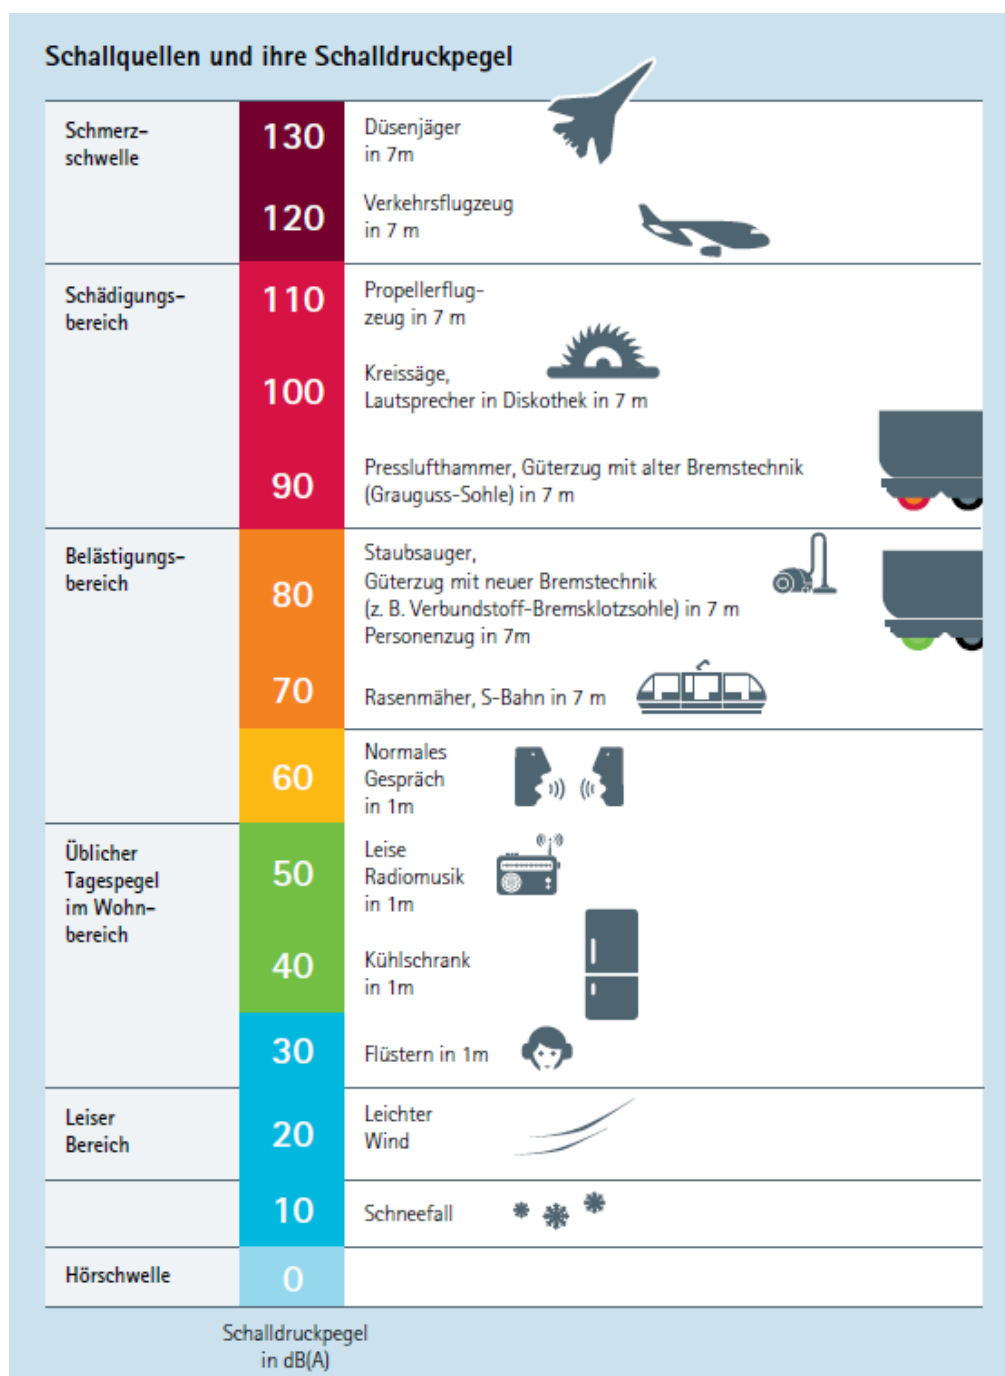 Schallquellen und ihre Schalldruckpegel
Schmerz-
schwelle
130
Düsenjäger
in 7m
120
Verkehrsflugzeug
in 7 m
Schädigungs-
bereich
110
Propellerflug-
zeug in 7 m
100
Kreissäge,
Lautsprecher in Diskothek in 7 m
90
Presslufthammer, Güterzug mit alter Bremstechnik
(Grauguss-Sohle) in 7 m
Belästigungs-
bereich
80
Staubsauger,
Güterzug mit neuer Bremstechnik
(z. B. Verbundstoff-Bremsklotzsohle) in 7 m
Personenzug in 7m
70
Rasenmäher, S-Bahn in 7 m
60
Normales
Gespräch
in 1m
Üblicher
Tagespegel
im Wohn-
bereich
50
Leise
Radiomusik
in 1m
40
Kühlschrank
in 1m
30
Flüstern in 1m
Leiser
Bereich
20
Leichter
Wind
10
Schneefall
Hörschwelle
0
Schalldruckpegel
in dB(A)